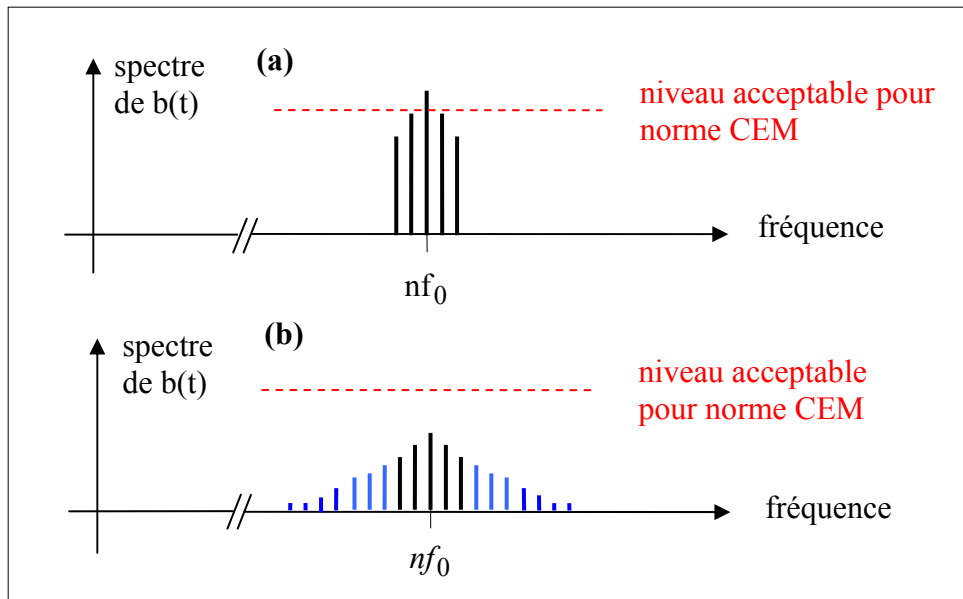 spectre
de b(t)
(a)
niveau acceptable pour
norme CEM
fréquence
nf0
spectre
de b(t)
(b)
niveau acceptable
pour norme CEM
fréquence
nf0